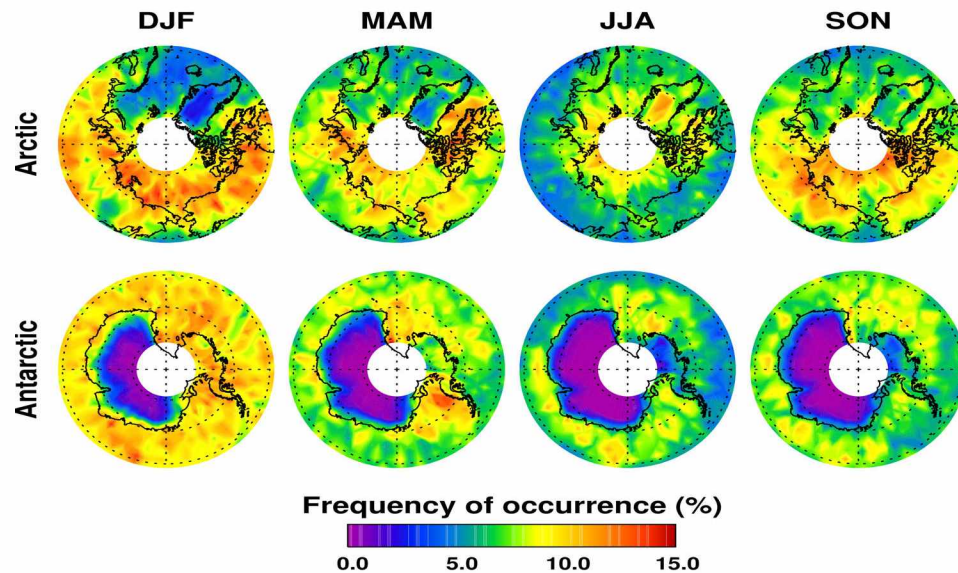 DJF MAM JJA SON
Arctic
Antarctic
Frequency of occurrence (%)
0.0 5.0 10.0 15.0